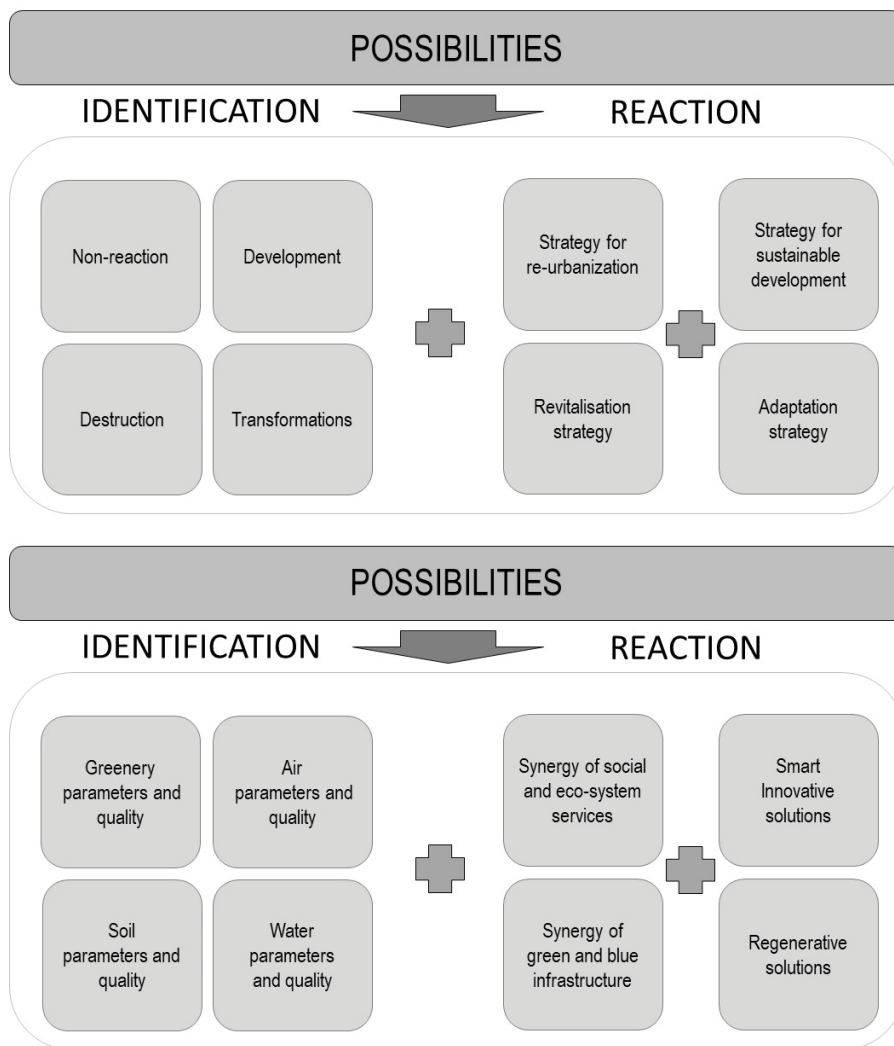 POSSIBILITIES
IDENTIFICATION
REACTION
Non-reaction
Development
Strategy for
re-urbanization
Strategy for
sustainable
development
Destruction
Transformations
Revitalisation
strategy
Adaptation
strategy
POSSIBILITIES
IDENTIFICATION
REACTION
Greenery
parameters and
quality
Air
parameters and
quality
Synergy of social
and eco-system
services
Smart
Innovative
solutions
Soil
parameters and
quality
Water
parameters
and quality
Synergy of
green and blue
infrastructure
Regenerative
solutions